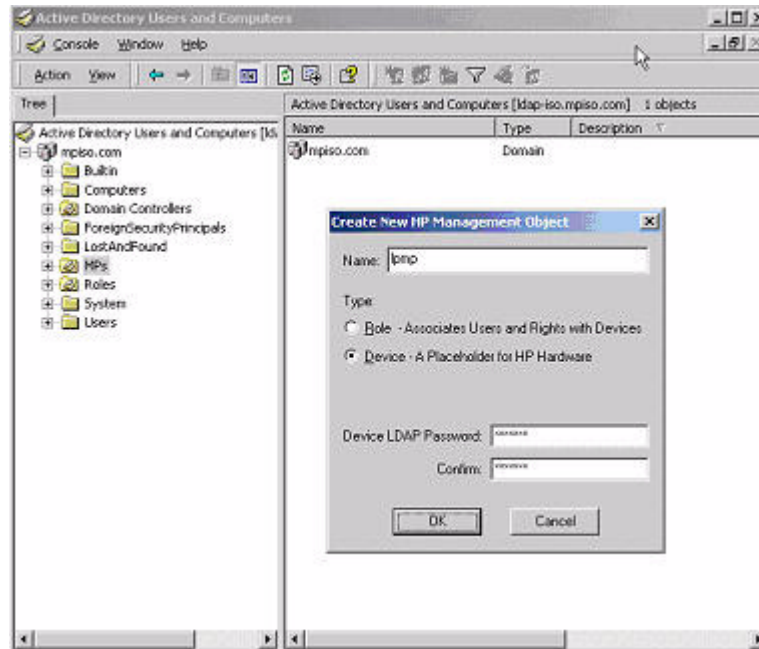 Active Directory Users and Computers
Console Window Help
Action View
Tree
Active Directory Users and Computers [ldap-iso.mpiso.com] 1 objects
Active Directory Users and Computers [lda
mpiso.com
Builtin
Computers
Domain Controllers
ForeignSecurityPrincipals
LostAndFound
MPs
Roles
System
Users
Name Type Description
mpiso.com Domain
Create New HP Management Object
Name: lpmp
Type:
Role - Associates Users and Rights with Devices
Device - A Placeholder for HP Hardware
Device LDAP Password: ********
Confirm: ********
OK Cancel